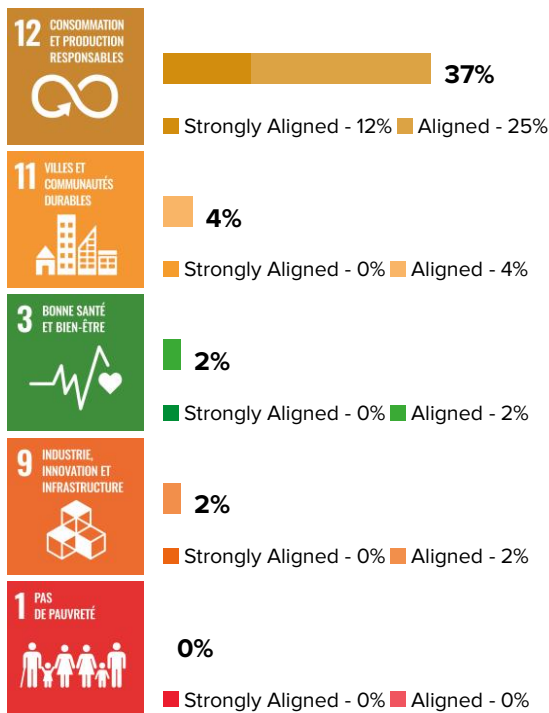 12 CONSOMMATION
ET PRODUCTION
RESPONSABLES
37%
Strongly Aligned - 12% Aligned - 25%
11 VILLES ET
COMMUNAUTÉS
DURABLES
4%
Strongly Aligned - 0% Aligned - 4%
3 BONNE SANTÉ
ET BIEN-ÊTRE
2%
Strongly Aligned - 0% Aligned - 2%
9 INDUSTRIE,
INNOVATION ET
INFRASTRUCTURE
2%
Strongly Aligned - 0% Aligned - 2%
1 PAS
DE PAUVRETÉ
0%
Strongly Aligned - 0% Aligned - 0%